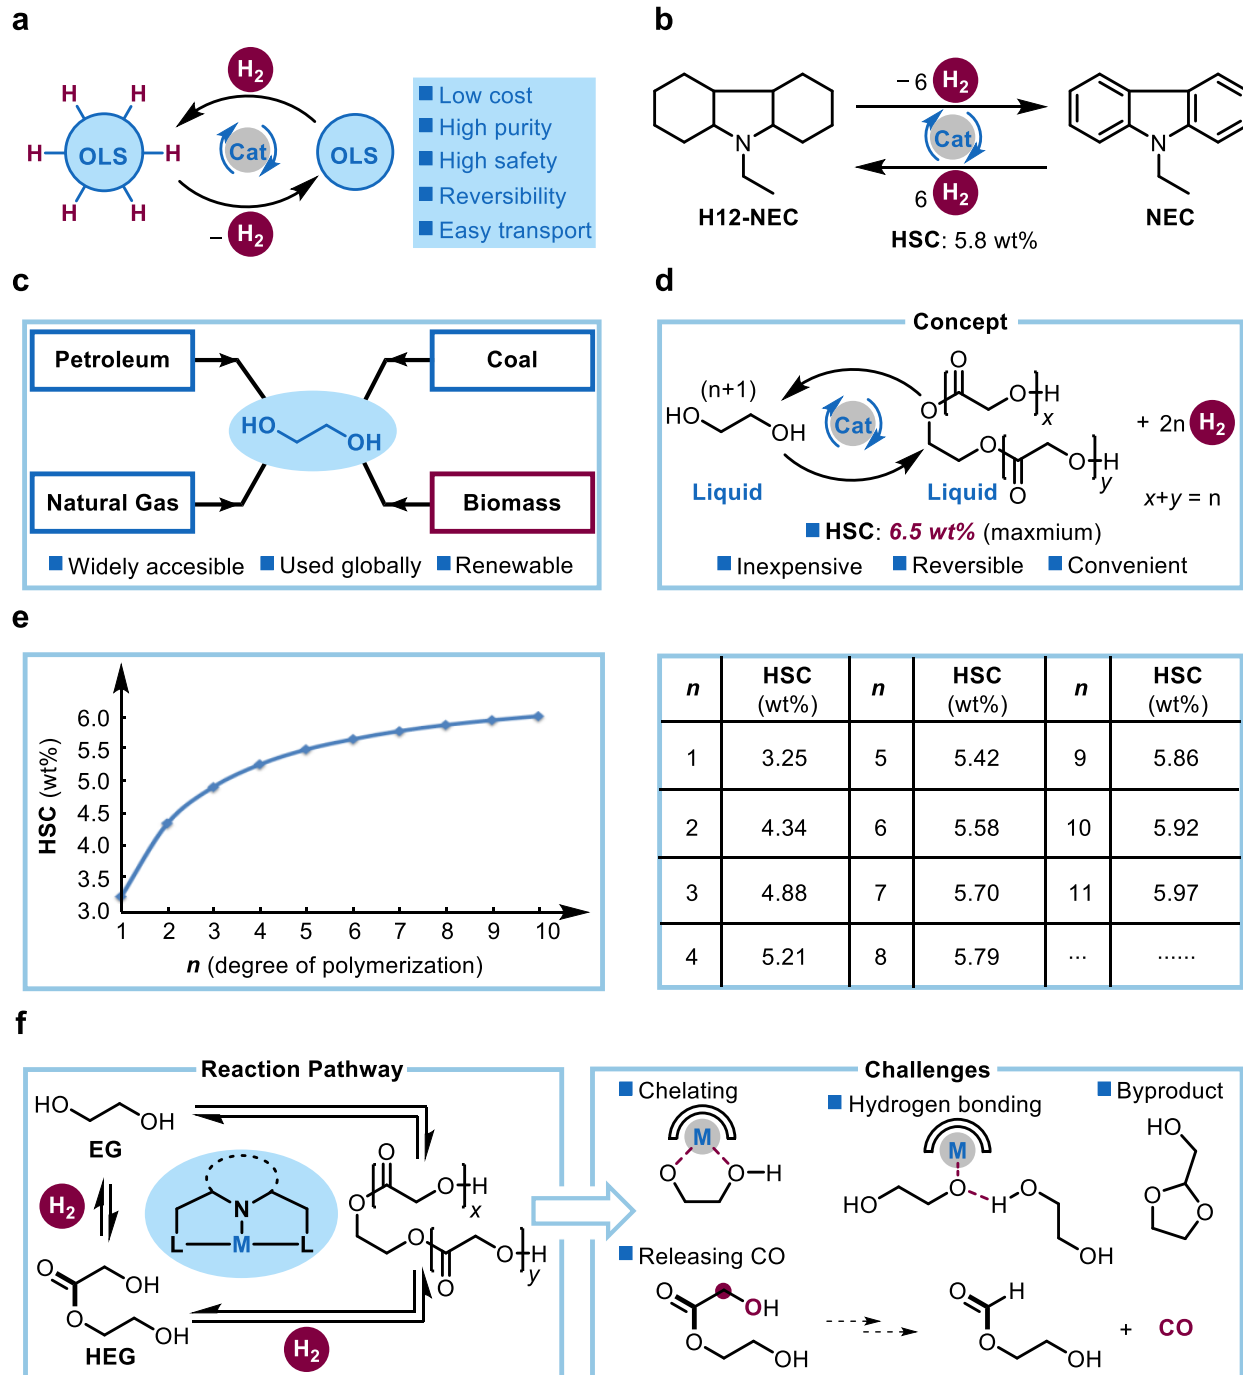 a
H₂
H
H
H
H
H
H
OLS
Cat
OLS
– H₂
Low cost
High purity
High safety
Reversibility
Easy transport
b
– 6 H₂
Cat
6 H₂
N
H12-NEC
N
NEC
HSC: 5.8 wt%
c
Petroleum
Coal
HO
OH
Natural Gas
Biomass
Widely accesible
Used globally
Renewable
d
Concept
(n+1)
HO
OH
Cat
O
O
O
H
x
O
O
O
H
y
+ 2n H₂
Liquid
Liquid
x+y = n
HSC: 6.5 wt% (maxmium)
Inexpensive
Reversible
Convenient
e
HSC (wt%)
6.0
5.5
5.0
4.5
4.0
3.5
3.0
1 2 3 4 5 6 7 8 9 10
n (degree of polymerization)
n HSC (wt%) n HSC (wt%) n HSC (wt%)
1 3.25 5 5.42 9 5.86
2 4.34 6 5.58 10 5.92
3 4.88 7 5.70 11 5.97
4 5.21 8 5.79 ··· ······
f
Reaction Pathway
HO
OH
EG
H₂
N
L M L
O
O
O
H
x
O
O
O
H
y
O
OH
O
OH
HEG
H₂
Challenges
Chelating
M
O
O–H
Hydrogen bonding
M
HO
O
H
O
OH
Byproduct
HO
O
O
Releasing CO
O
OH
O
OH
O
H
O
OH
+ CO